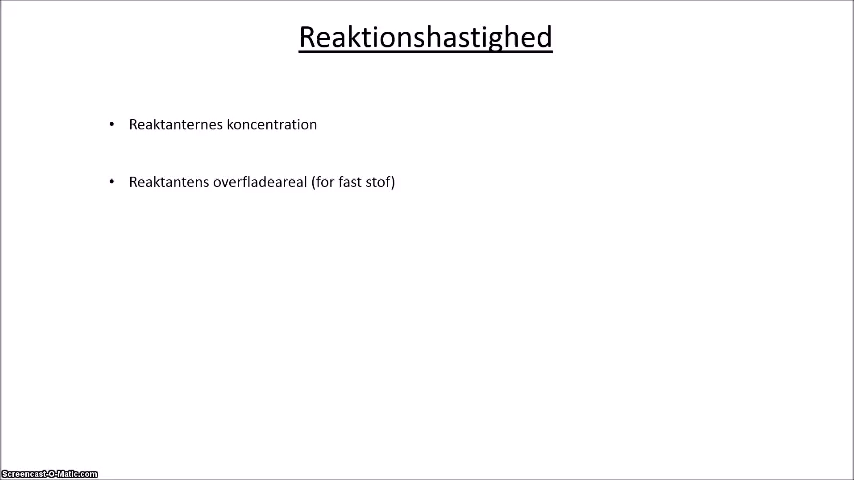 Reaktionshastighed
• Reaktanternes koncentration
• Reaktantens overfladeareal (for fast stof)
Screencast-O-Matic.com